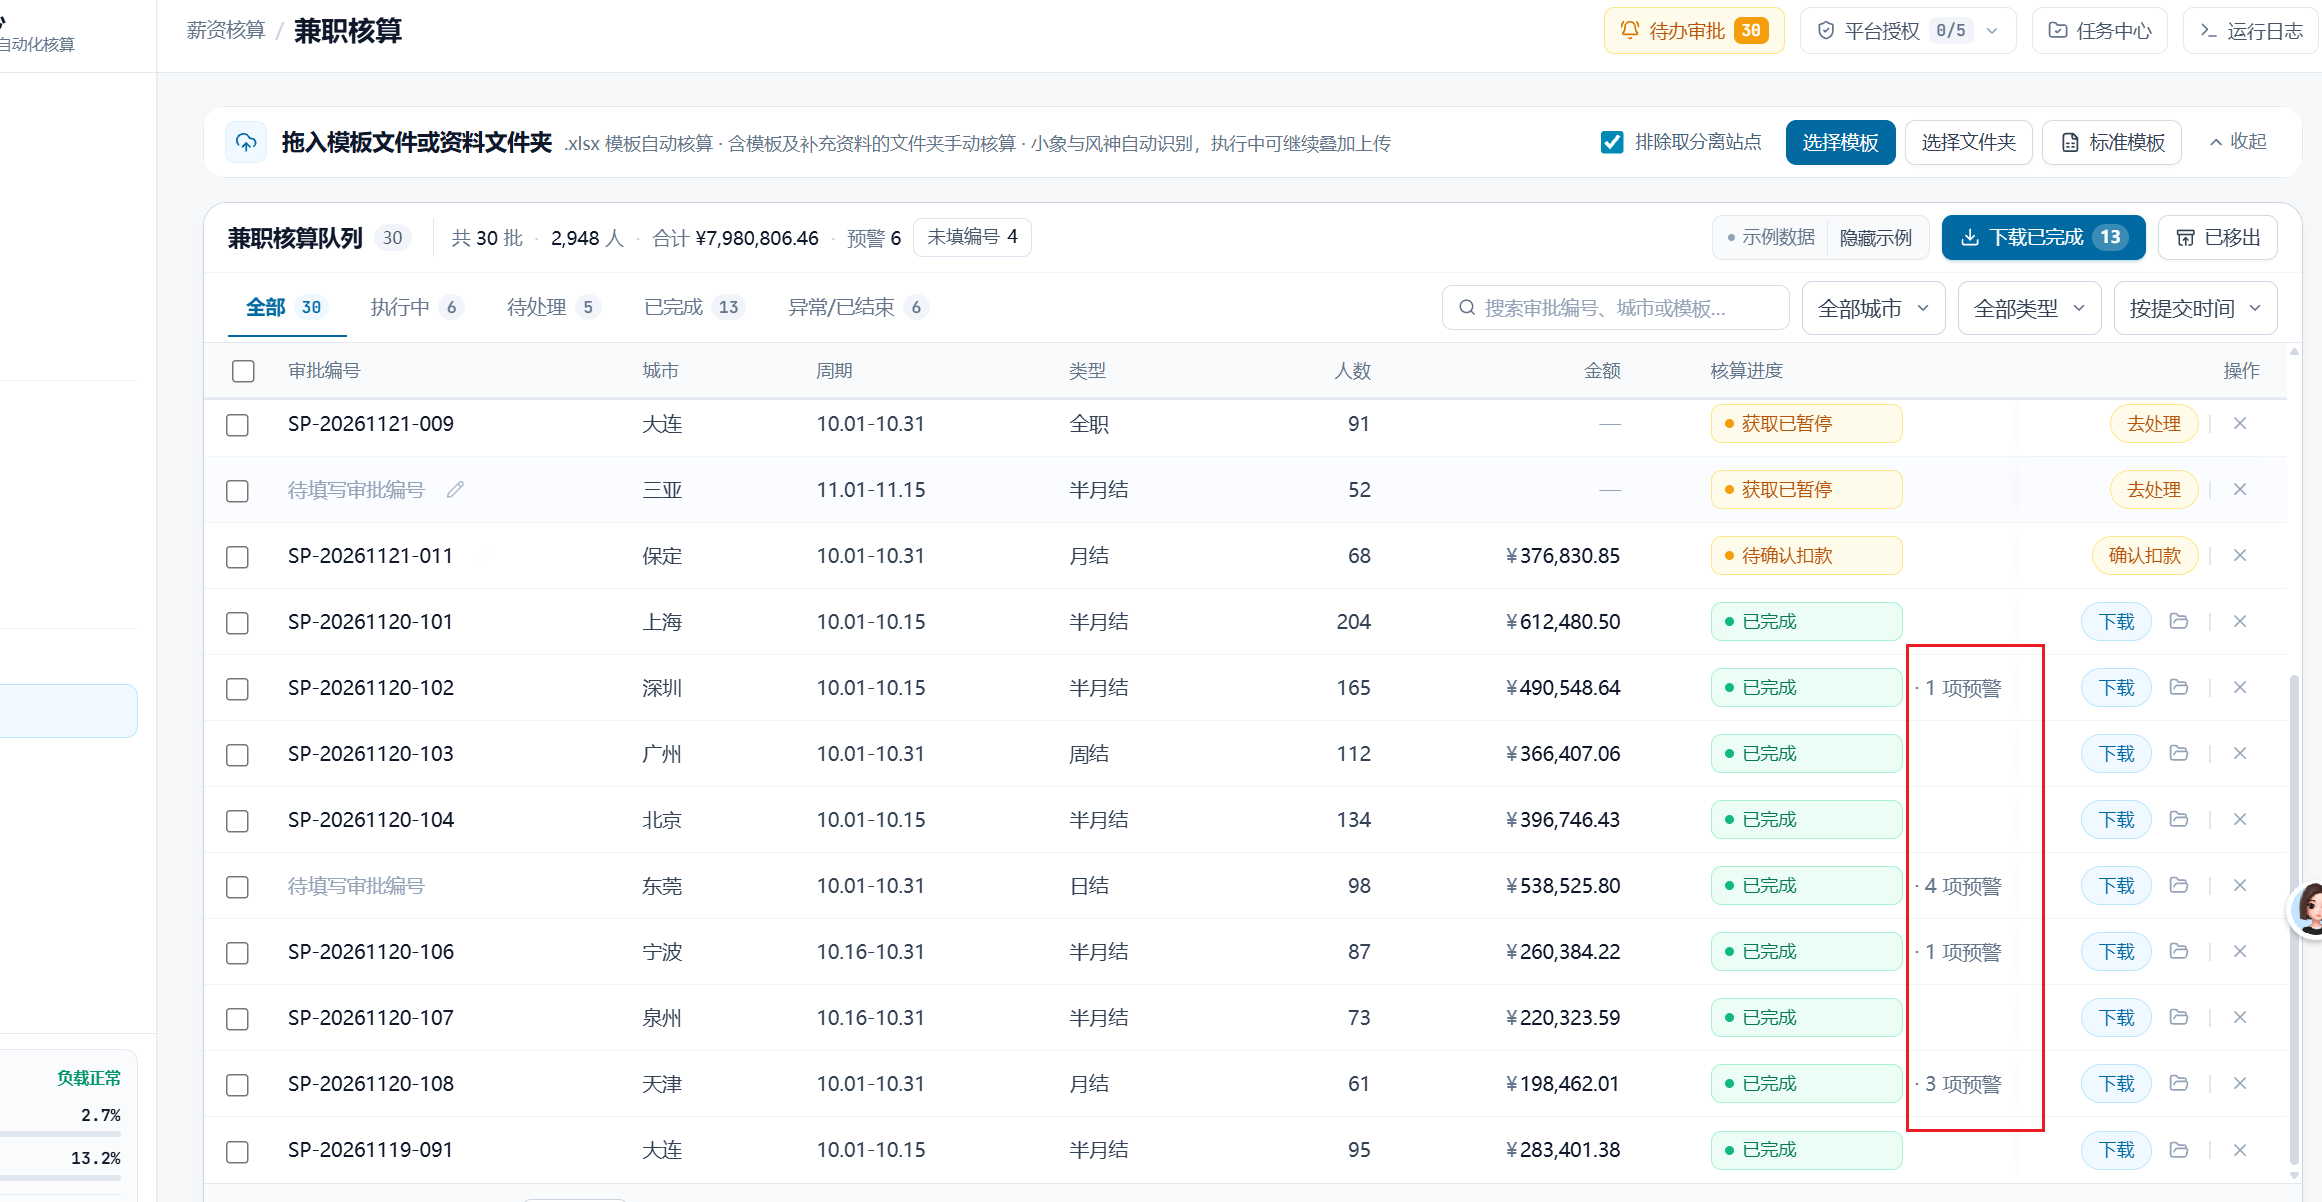 自动化核算
薪资核算 / 兼职核算
待办审批 30
平台授权 0/5
任务中心
运行日志
拖入模板文件或资料文件夹 .xlsx 模板自动核算 · 含模板及补充资料的文件夹手动核算 · 小象与风神自动识别，执行中可继续叠加上传
排除取分离站点
选择模板
选择文件夹
标准模板
收起
兼职核算队列 30 共 30 批 · 2,948 人 · 合计 ¥7,980,806.46 · 预警 6 未填编号 4
示例数据 隐藏示例
下载已完成 13
已移出
全部 30 执行中 6 待处理 5 已完成 13 异常/已结束 6
搜索审批编号、城市或模板...
全部城市
全部类型
按提交时间
审批编号 城市 周期 类型 人数 金额 核算进度 操作
SP-20261121-009 大连 10.01-10.31 全职 91 — 获取已暂停 去处理
待填写审批编号 三亚 11.01-11.15 半月结 52 — 获取已暂停 去处理
SP-20261121-011 保定 10.01-10.31 月结 68 ¥376,830.85 待确认扣款 确认扣款
SP-20261120-101 上海 10.01-10.15 半月结 204 ¥612,480.50 已完成 下载
SP-20261120-102 深圳 10.01-10.15 半月结 165 ¥490,548.64 已完成 · 1 项预警 下载
SP-20261120-103 广州 10.01-10.31 周结 112 ¥366,407.06 已完成 下载
SP-20261120-104 北京 10.01-10.15 半月结 134 ¥396,746.43 已完成 下载
待填写审批编号 东莞 10.01-10.31 日结 98 ¥538,525.80 已完成 · 4 项预警 下载
SP-20261120-106 宁波 10.16-10.31 半月结 87 ¥260,384.22 已完成 · 1 项预警 下载
SP-20261120-107 泉州 10.16-10.31 半月结 73 ¥220,323.59 已完成 下载
SP-20261120-108 天津 10.01-10.31 月结 61 ¥198,462.01 已完成 · 3 项预警 下载
SP-20261119-091 大连 10.01-10.15 半月结 95 ¥283,401.38 已完成 下载
负载正常
2.7%
13.2%